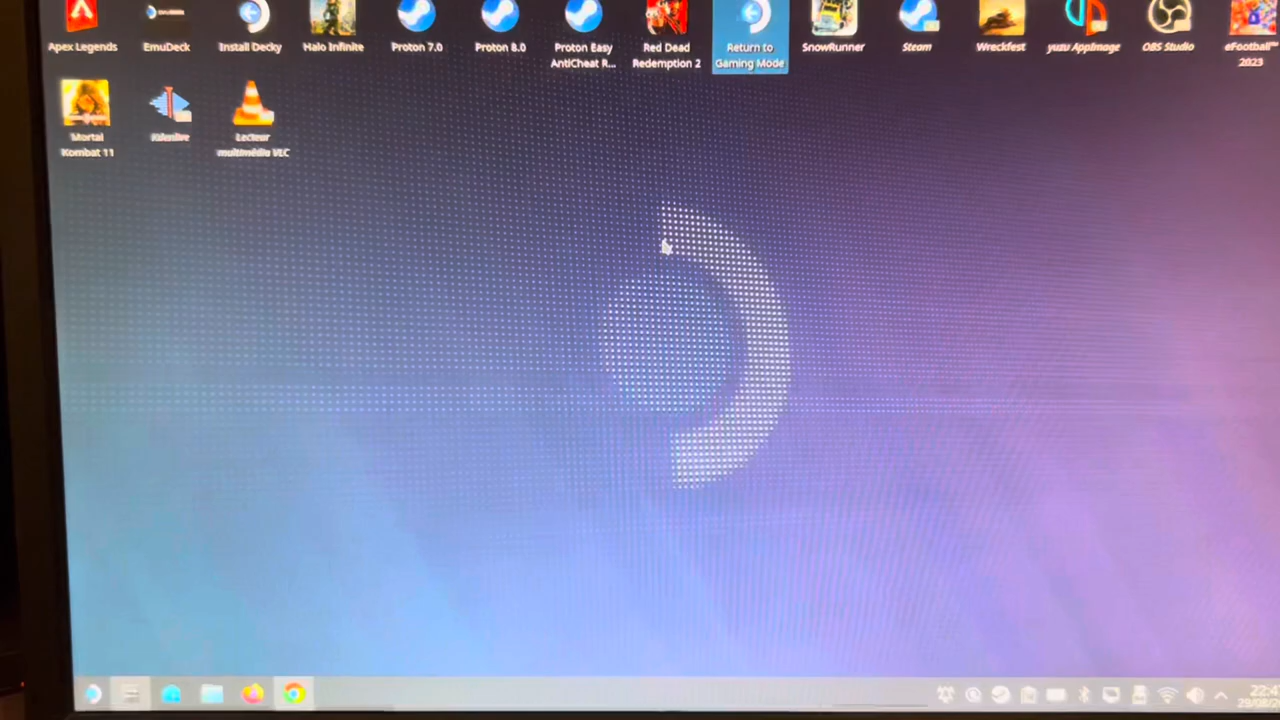 Apex Legends
EmuDeck
Install Decky
Halo Infinite
Proton 7.0
Proton 8.0
Proton Easy
AntiCheat R...
Red Dead
Redemption 2
Return to
Gaming Mode
SnowRunner
Steam
Wreckfest
yuzu AppImage
OBS Studio
eFootball™
2023
Mortal
Kombat 11
Kdenlive
Lecteur
multimédia VLC